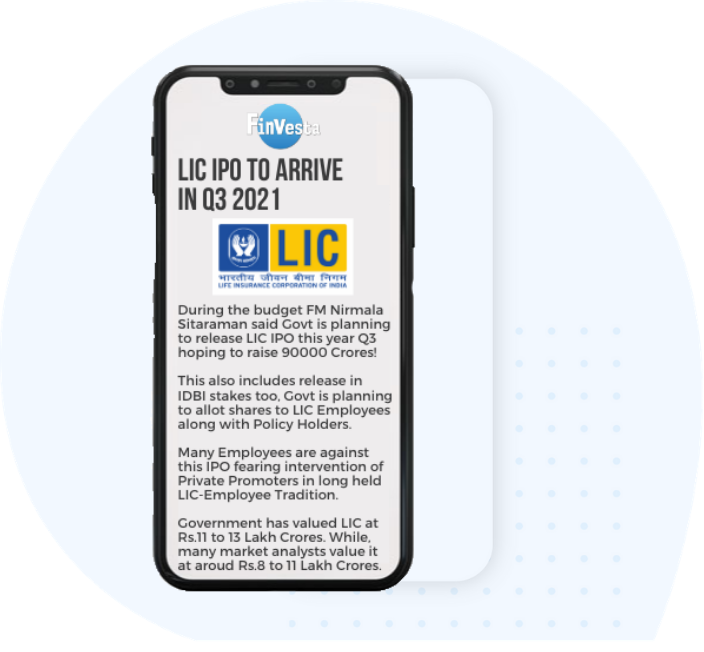 FinVesta
LIC IPO TO ARRIVE
IN Q3 2021
LIC
भारतीय जीवन बीमा निगम
LIFE INSURANCE CORPORATION OF INDIA
During the budget FM Nirmala
Sitaraman said Govt is planning
to release LIC IPO this year Q3
hoping to raise 90000 Crores!
This also includes release in
IDBI stakes too, Govt is planning
to allot shares to LIC Employees
along with Policy Holders.
Many Employees are against
this IPO fearing intervention of
Private Promoters in long held
LIC-Employee Tradition.
Government has valued LIC at
Rs.11 to 13 Lakh Crores. While,
many market analysts value it
at aroud Rs.8 to 11 Lakh Crores.